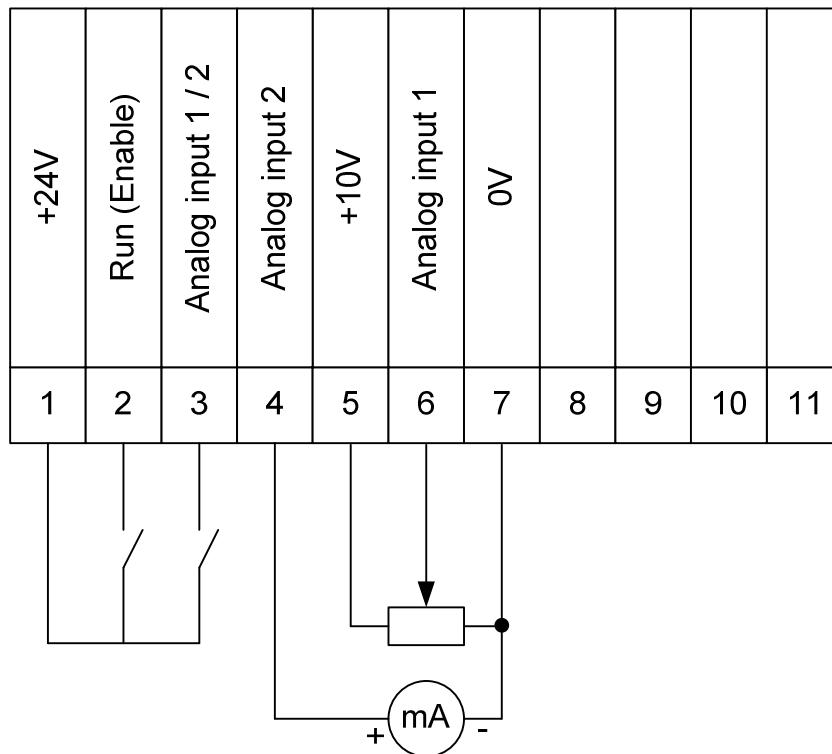 +24V
Run (Enable)
Analog input 1 / 2
Analog input 2
+10V
Analog input 1
0V
1 2 3 4 5 6 7 8 9 10 11
+ mA -